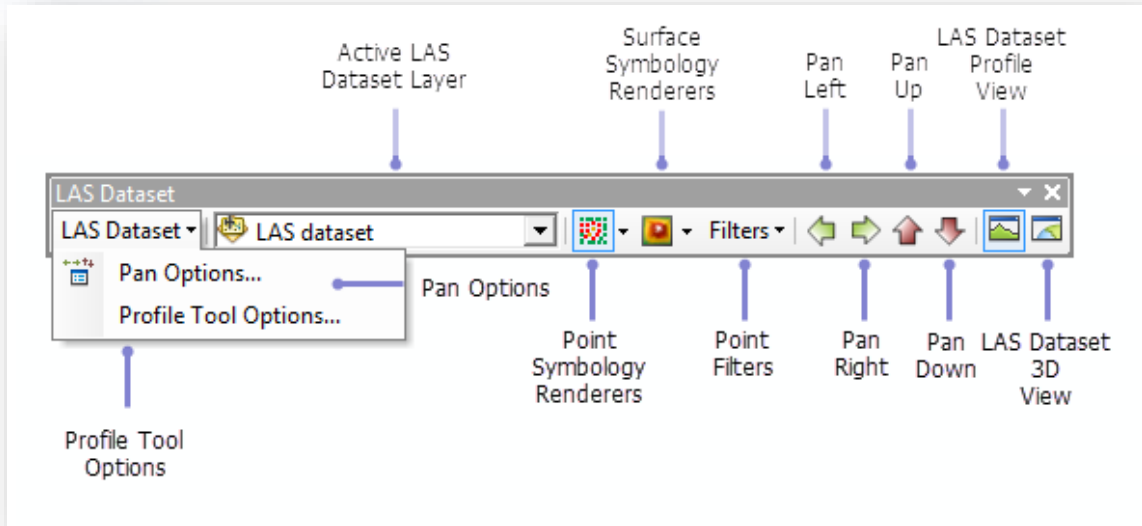 Active LAS
Dataset Layer
Surface
Symbology
Renderers
Pan
Left
Pan
Up
LAS Dataset
Profile
View
LAS Dataset
LAS Dataset
LAS dataset
Filters
Pan Options...
Profile Tool Options...
Pan Options
Point
Symbology
Renderers
Point
Filters
Pan
Right
Pan
Down
LAS Dataset
3D
View
Profile Tool
Options